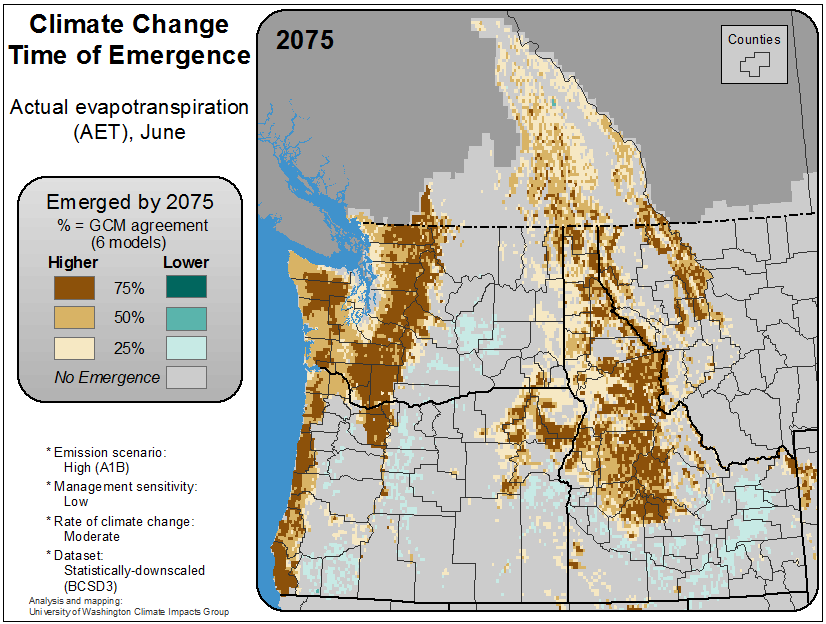 Climate Change
Time of Emergence
Actual evapotranspiration
(AET), June
Emerged by 2075
% = GCM agreement
(6 models)
Higher Lower
75%
50%
25%
No Emergence
* Emission scenario:
High (A1B)
* Management sensitivity:
Low
* Rate of climate change:
Moderate
* Dataset:
Statistically-downscaled
(BCSD3)
Analysis and mapping:
University of Washington Climate Impacts Group
2075
Counties